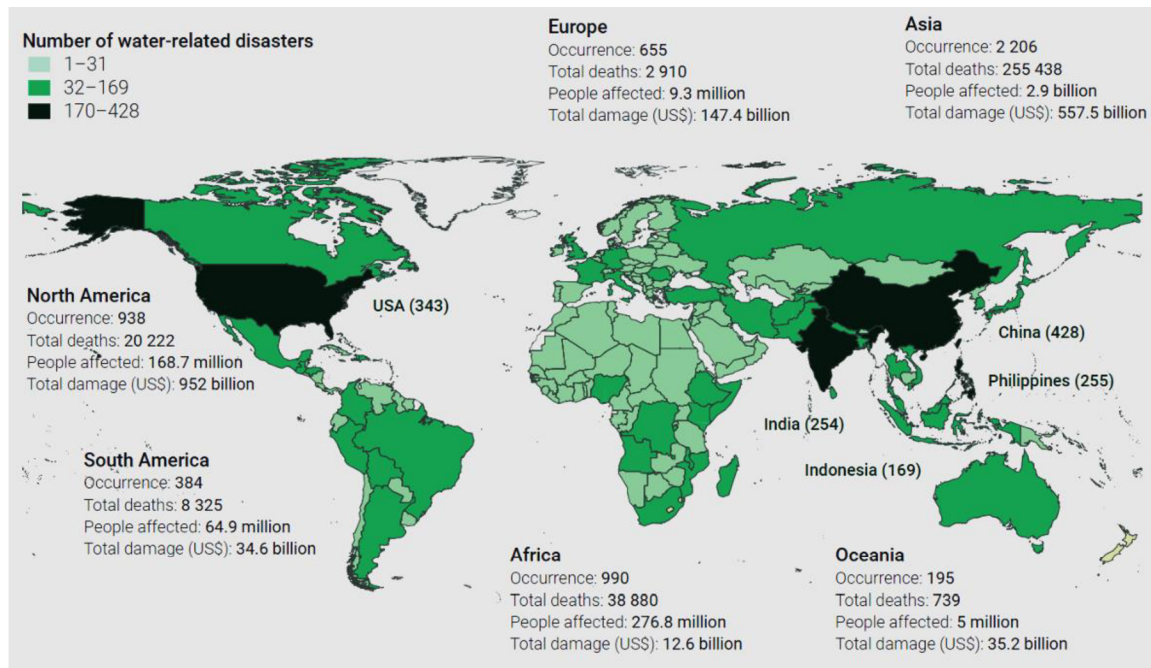 Number of water-related disasters
1–31
32–169
170–428
Europe
Occurrence: 655
Total deaths: 2 910
People affected: 9.3 million
Total damage (US$): 147.4 billion
Asia
Occurrence: 2 206
Total deaths: 255 438
People affected: 2.9 billion
Total damage (US$): 557.5 billion
North America
Occurrence: 938
Total deaths: 20 222
People affected: 168.7 million
Total damage (US$): 952 billion
USA (343)
China (428)
Philippines (255)
India (254)
Indonesia (169)
South America
Occurrence: 384
Total deaths: 8 325
People affected: 64.9 million
Total damage (US$): 34.6 billion
Africa
Occurrence: 990
Total deaths: 38 880
People affected: 276.8 million
Total damage (US$): 12.6 billion
Oceania
Occurrence: 195
Total deaths: 739
People affected: 5 million
Total damage (US$): 35.2 billion